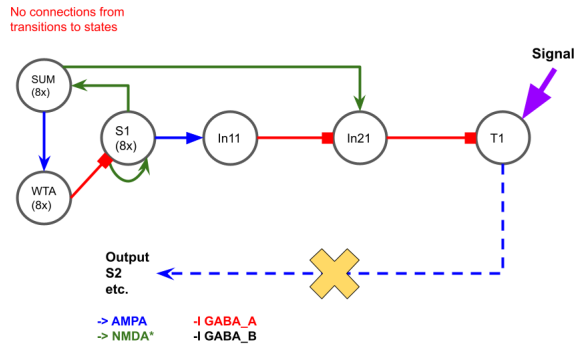 No connections from
transitions to states
Signal
SUM
(8x)
S1
(8x)
In11
In21
T1
WTA
(8x)
Output
S2
etc.
-> AMPA
-I GABA_A
-> NMDA*
-I GABA_B